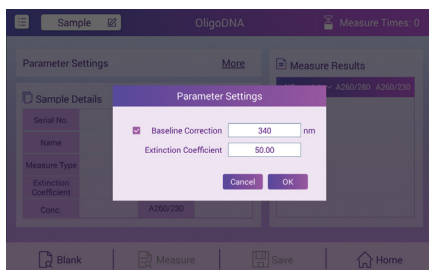 Sample
OligoDNA
Measure Times: 0
Parameter Settings
More
Measure Results
A260/280 A260/230
Sample Details
Parameter Settings
Serial No.
Baseline Correction 340 nm
Name
Extinction Coefficient 50.00
Measure Type
Extinction
Coefficient
Cancel OK
Conc.
A260/230
Blank
Measure
Save
Home